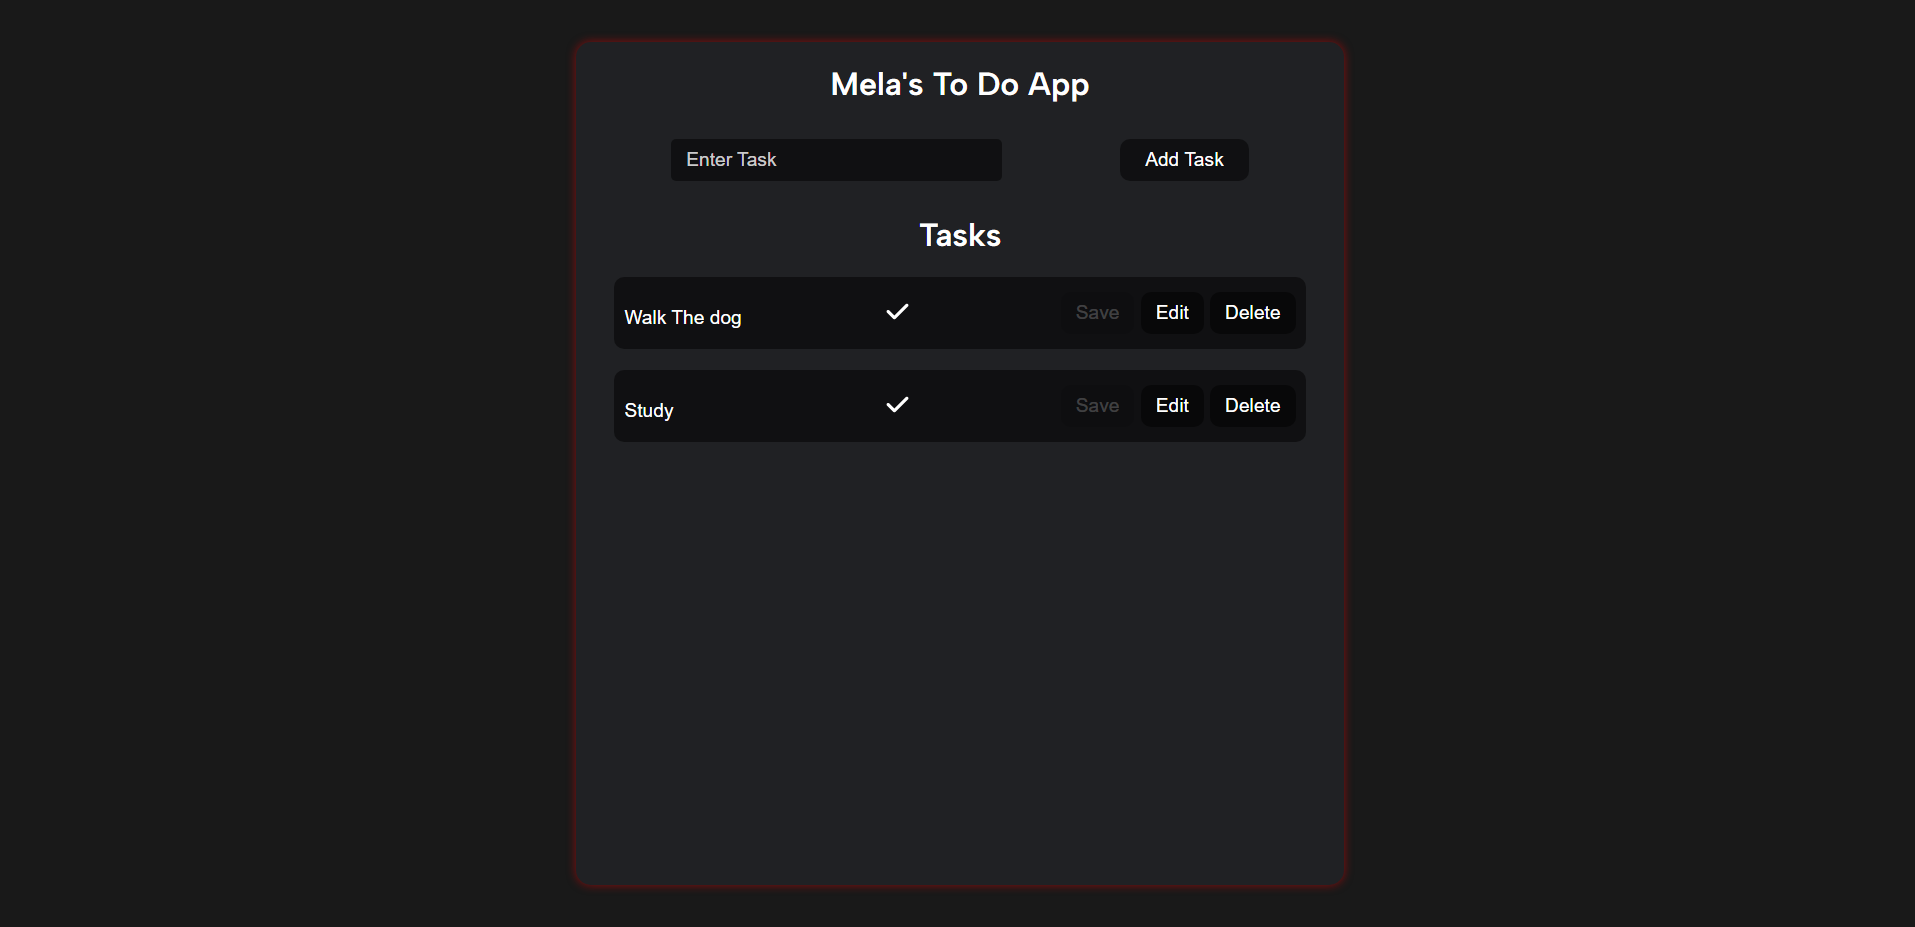 Mela's To Do App
Enter Task Add Task
Tasks
Walk The dog Save Edit Delete
Study Save Edit Delete